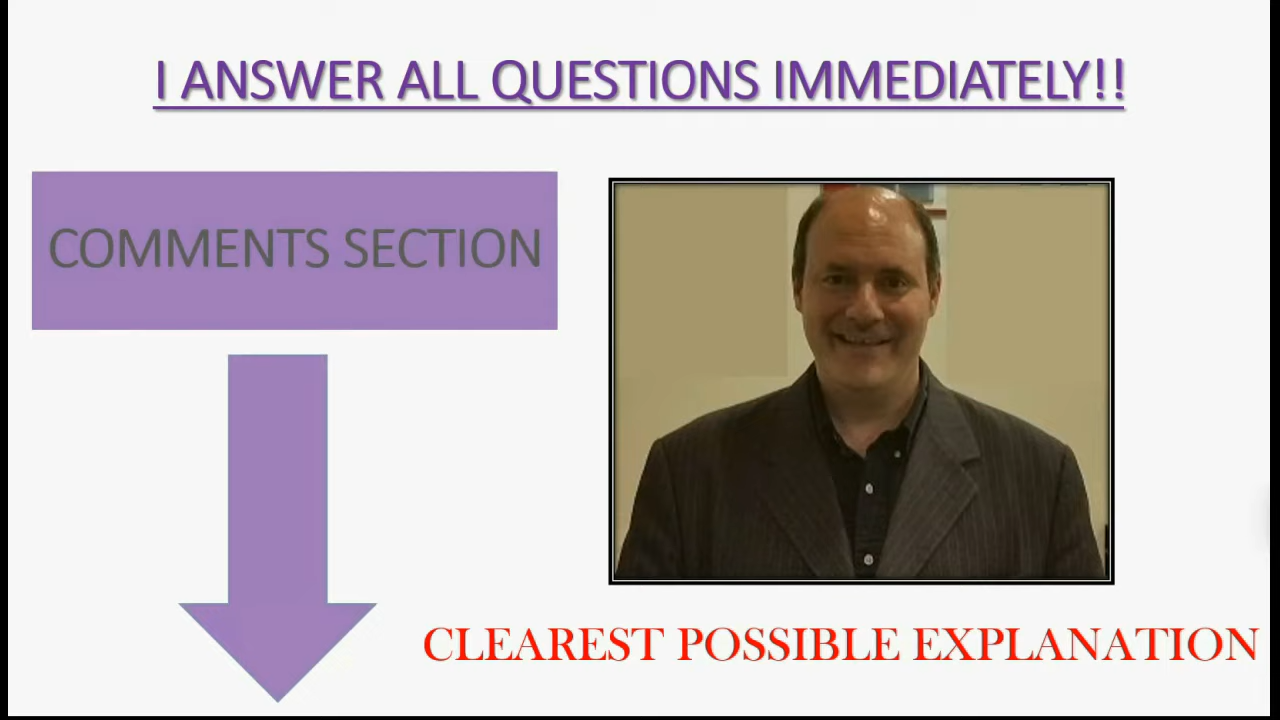 I ANSWER ALL QUESTIONS IMMEDIATELY!!
COMMENTS SECTION
CLEAREST POSSIBLE EXPLANATION